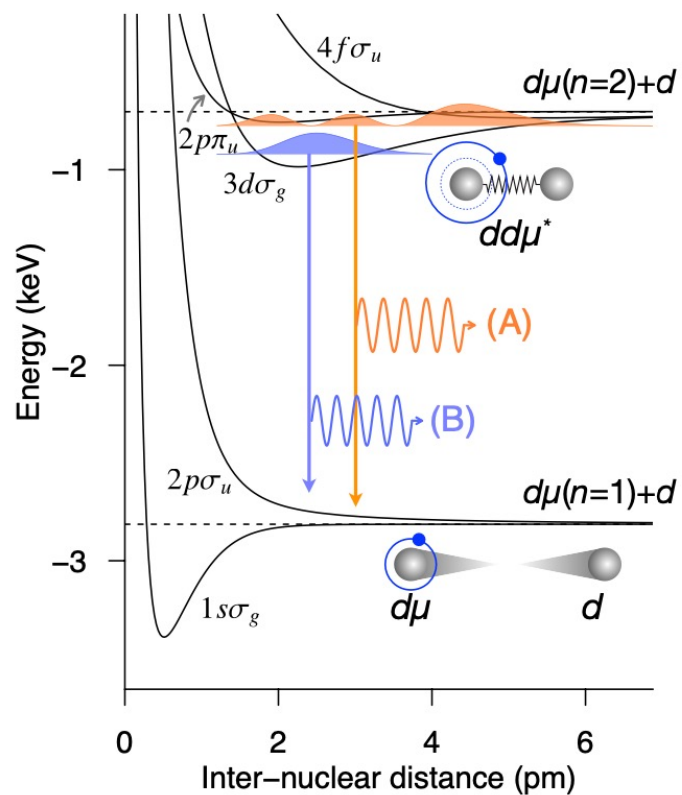 4fσu
dμ(n=2)+d
2pπu
−1
3dσg
ddμ*
(A)
Energy (keV)
−2
(B)
2pσu
dμ(n=1)+d
−3
1sσg
dμ
d
0
2
4
6
Inter−nuclear distance (pm)